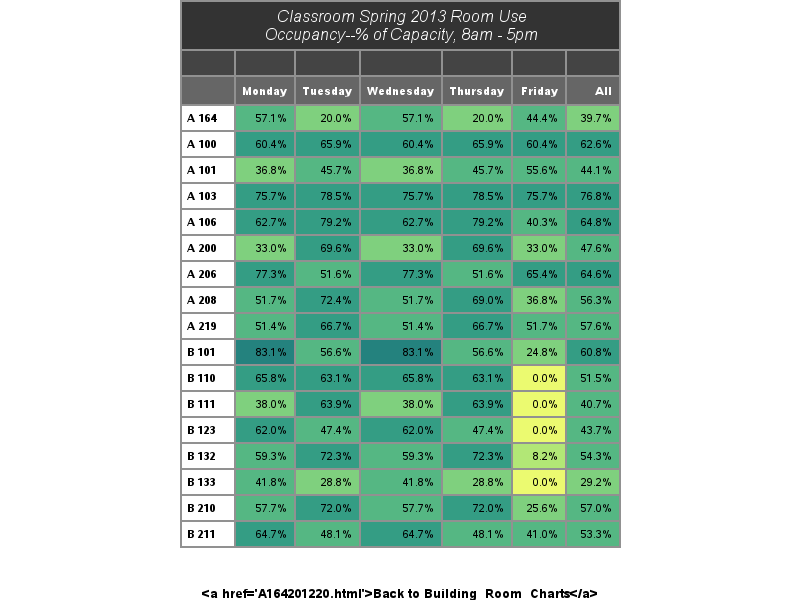 Classroom Spring 2013 Room Use
Occupancy--% of Capacity, 8am - 5pm
Monday Tuesday Wednesday Thursday Friday All
A 164 57.1% 20.0% 57.1% 20.0% 44.4% 39.7%
A 100 60.4% 65.9% 60.4% 65.9% 60.4% 62.6%
A 101 36.8% 45.7% 36.8% 45.7% 55.6% 44.1%
A 103 75.7% 78.5% 75.7% 78.5% 75.7% 76.8%
A 106 62.7% 79.2% 62.7% 79.2% 40.3% 64.8%
A 200 33.0% 69.6% 33.0% 69.6% 33.0% 47.6%
A 206 77.3% 51.6% 77.3% 51.6% 65.4% 64.6%
A 208 51.7% 72.4% 51.7% 69.0% 36.8% 56.3%
A 219 51.4% 66.7% 51.4% 66.7% 51.7% 57.6%
B 101 83.1% 56.6% 83.1% 56.6% 24.8% 60.8%
B 110 65.8% 63.1% 65.8% 63.1% 0.0% 51.5%
B 111 38.0% 63.9% 38.0% 63.9% 0.0% 40.7%
B 123 62.0% 47.4% 62.0% 47.4% 0.0% 43.7%
B 132 59.3% 72.3% 59.3% 72.3% 8.2% 54.3%
B 133 41.8% 28.8% 41.8% 28.8% 0.0% 29.2%
B 210 57.7% 72.0% 57.7% 72.0% 25.6% 57.0%
B 211 64.7% 48.1% 64.7% 48.1% 41.0% 53.3%
<a href='A164201220.html'>Back to Building_Room_Charts</a>